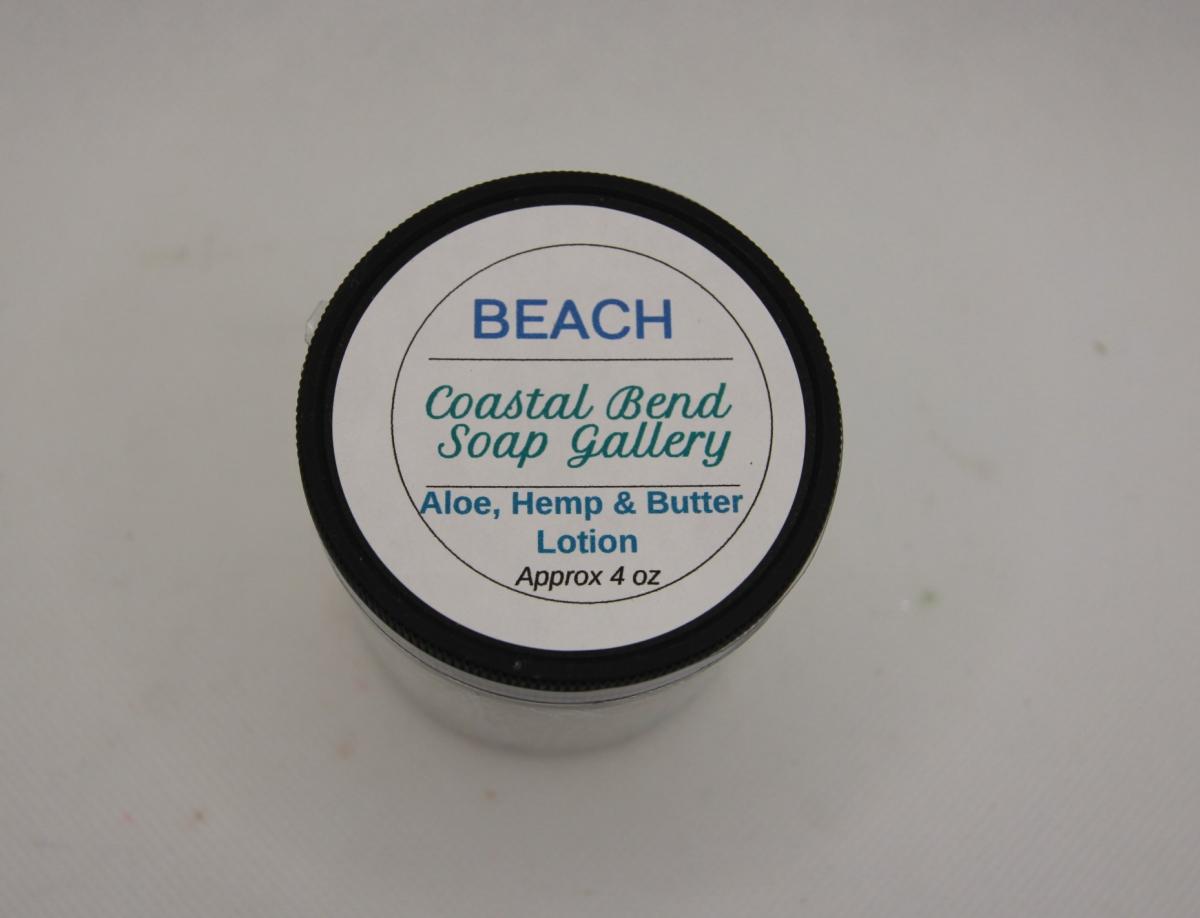 BEACH
Coastal Bend
Soap Gallery
Aloe, Hemp & Butter
Lotion
Approx 4 oz